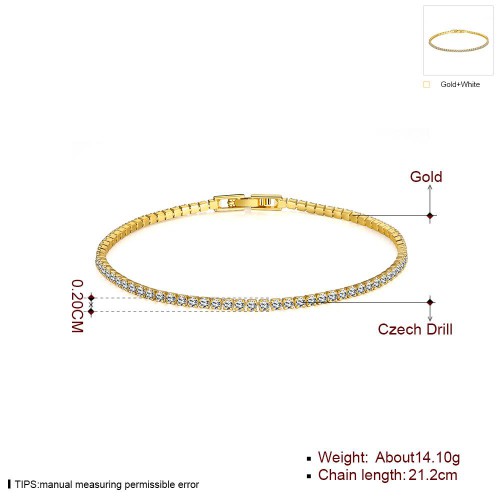 Gold+White
Gold
0.20CM
Czech Drill
Weight: About14.10g
Chain length: 21.2cm
TIPS:manual measuring permissible error